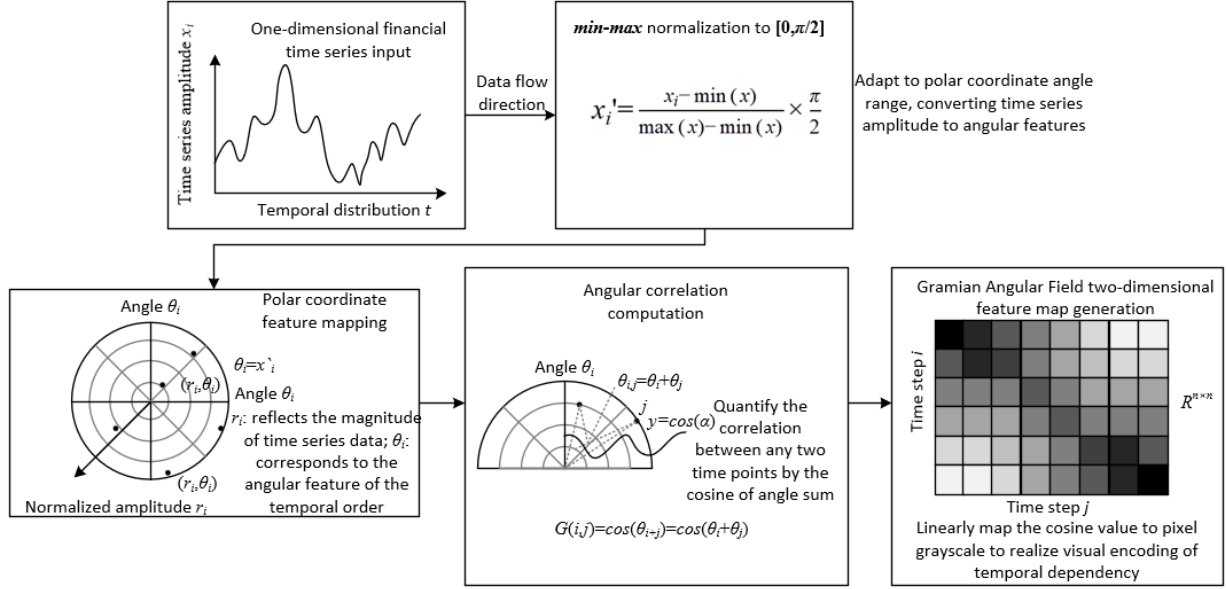 One-dimensional financial
time series input
Time series amplitude xᵢ
Temporal distribution t
Data flow
direction
min-max normalization to [0,π/2]
xᵢ'= (xᵢ− min (x)) / (max (x)− min (x)) × π/2
Adapt to polar coordinate angle
range, converting time series
amplitude to angular features
Angle θᵢ
Polar coordinate
feature mapping
θᵢ=x`ᵢ
(rᵢ,θᵢ)
Angle θᵢ
rᵢ: reflects the magnitude
of time series data; θᵢ:
corresponds to the
angular feature of the
temporal order
(rᵢ,θᵢ)
Normalized amplitude rᵢ
Angular correlation
computation
Angle θᵢ
θᵢ,ⱼ=θᵢ+θⱼ
j
y=cos(α)
Quantify the
correlation
between any two
time points by the
cosine of angle sum
G(i,j)=cos(θᵢ₊ⱼ)=cos(θᵢ+θⱼ)
Gramian Angular Field two-dimensional
feature map generation
Time step i
Rⁿˣⁿ
Time step j
Linearly map the cosine value to pixel
grayscale to realize visual encoding of
temporal dependency